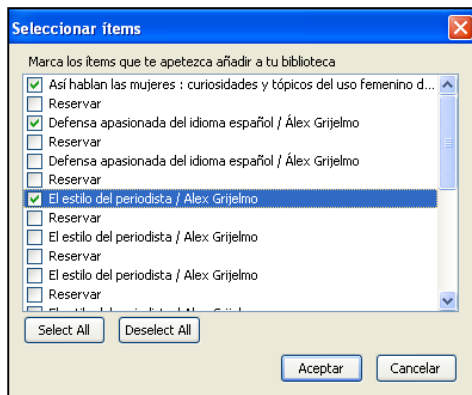 Seleccionar ítems
Marca los ítems que te apetezca añadir a tu biblioteca
Así hablan las mujeres : curiosidades y tópicos del uso femenino d...
Reservar
Defensa apasionada del idioma español / Álex Grijelmo
Reservar
Defensa apasionada del idioma español / Álex Grijelmo
Reservar
El estilo del periodista / Alex Grijelmo
Reservar
El estilo del periodista / Alex Grijelmo
Reservar
El estilo del periodista / Alex Grijelmo
Reservar
Select All Deselect All
Aceptar Cancelar